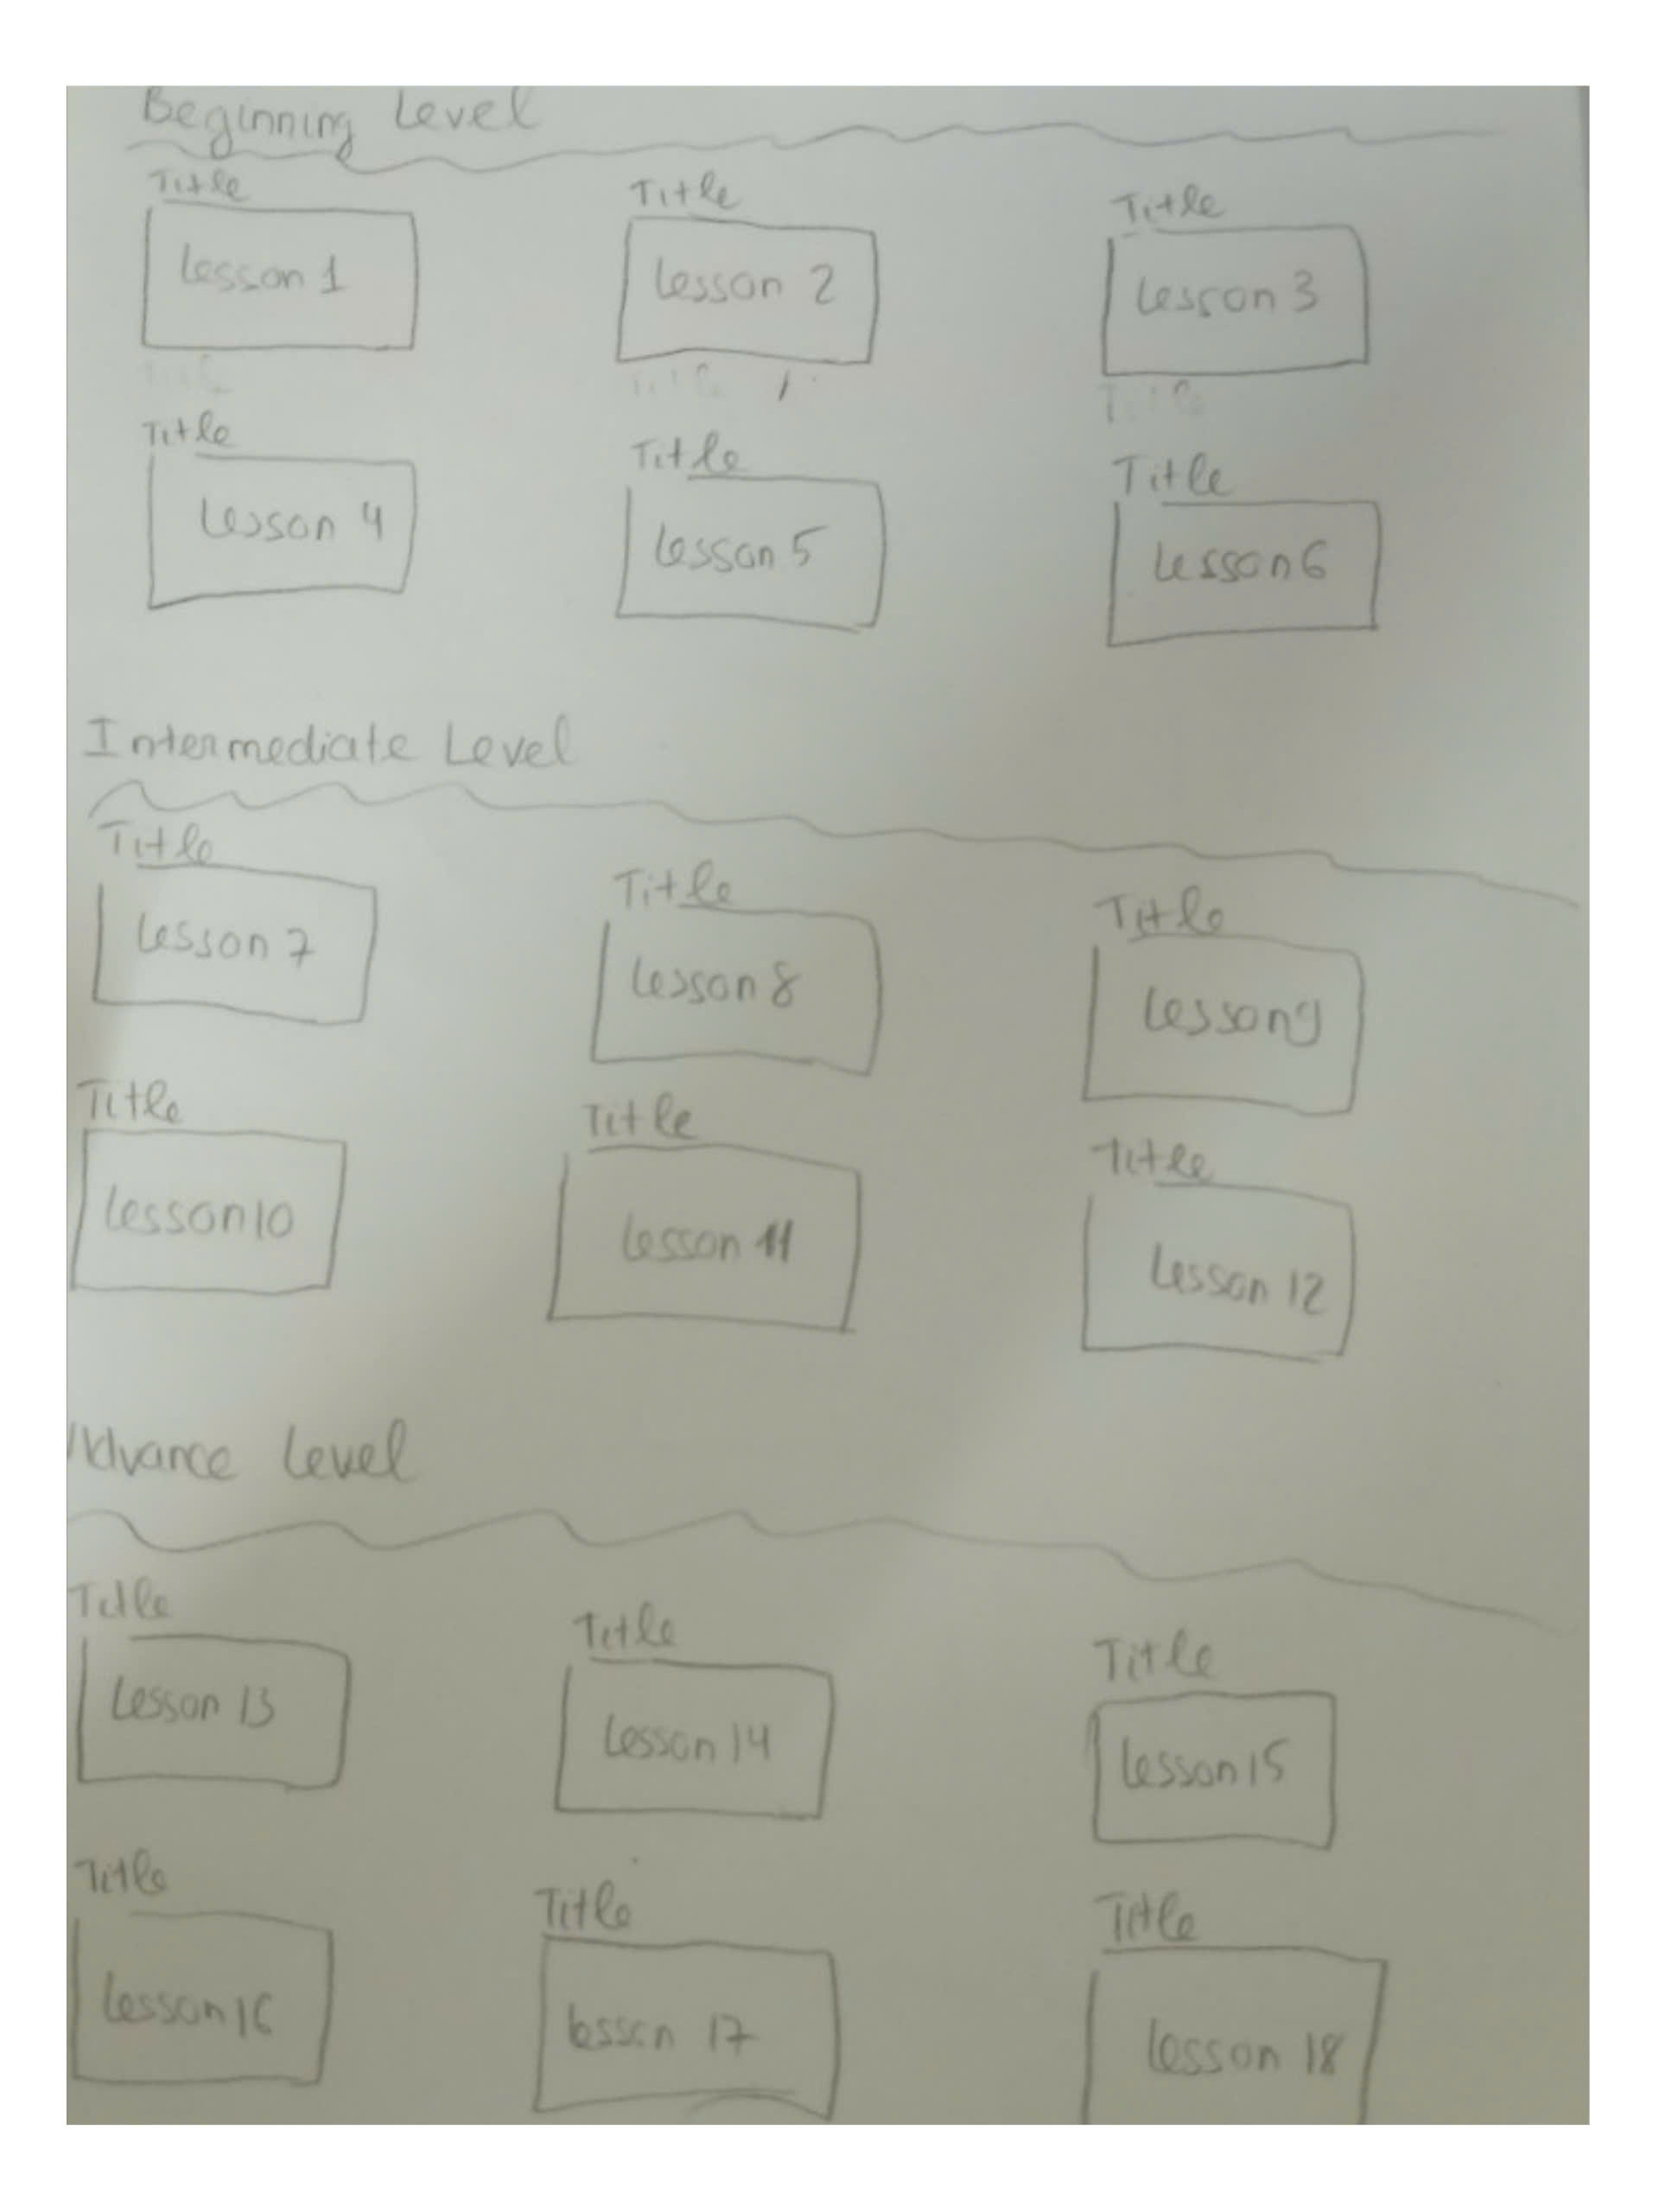 Beginning Level
Title Title Title
Lesson 1 Lesson 2 Lesson 3
Title Title Title
Title Title Title
Lesson 4 Lesson 5 Lesson 6
Intermediate Level
Title Title Title
Lesson 7 Lesson 8 Lesson 9
Title Title Title
Lesson 10 Lesson 11 Lesson 12
Advance Level
Title Title Title
Lesson 13 Lesson 14 Lesson 15
Title Title Title
Lesson 16 Lesson 17 Lesson 18